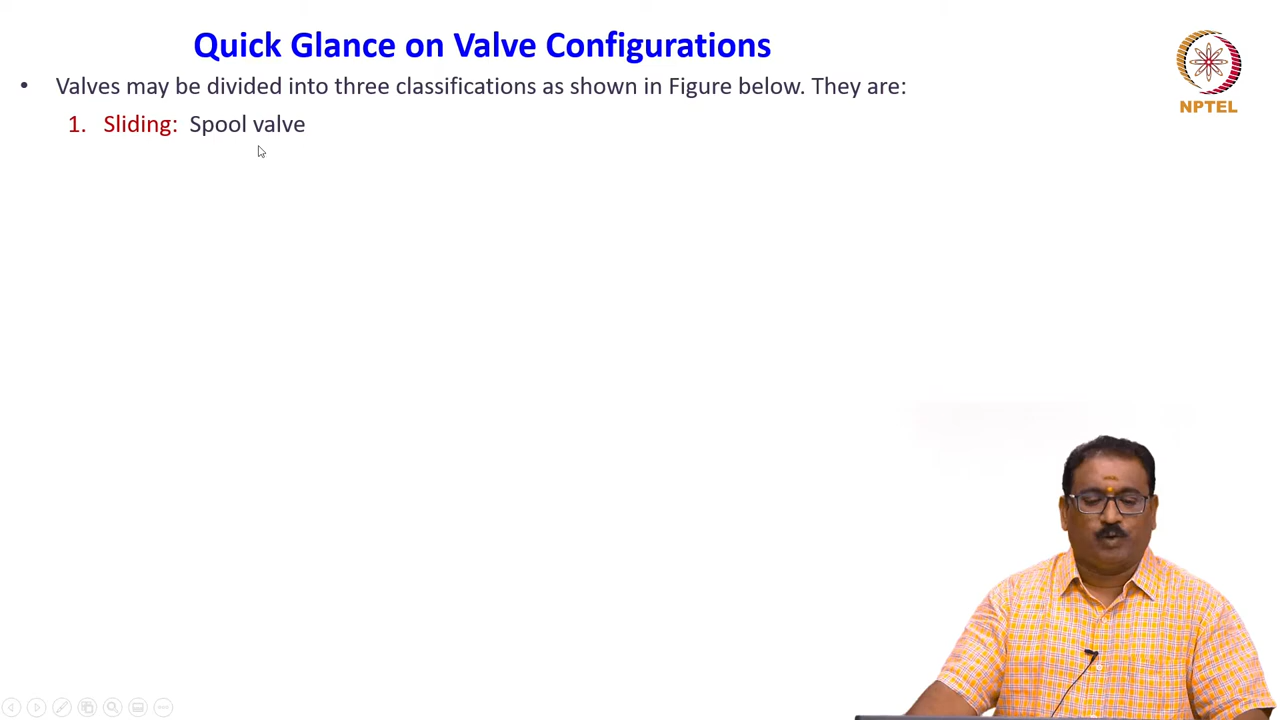 Quick Glance on Valve Configurations
• Valves may be divided into three classifications as shown in Figure below. They are:
1. Sliding: Spool valve
NPTEL